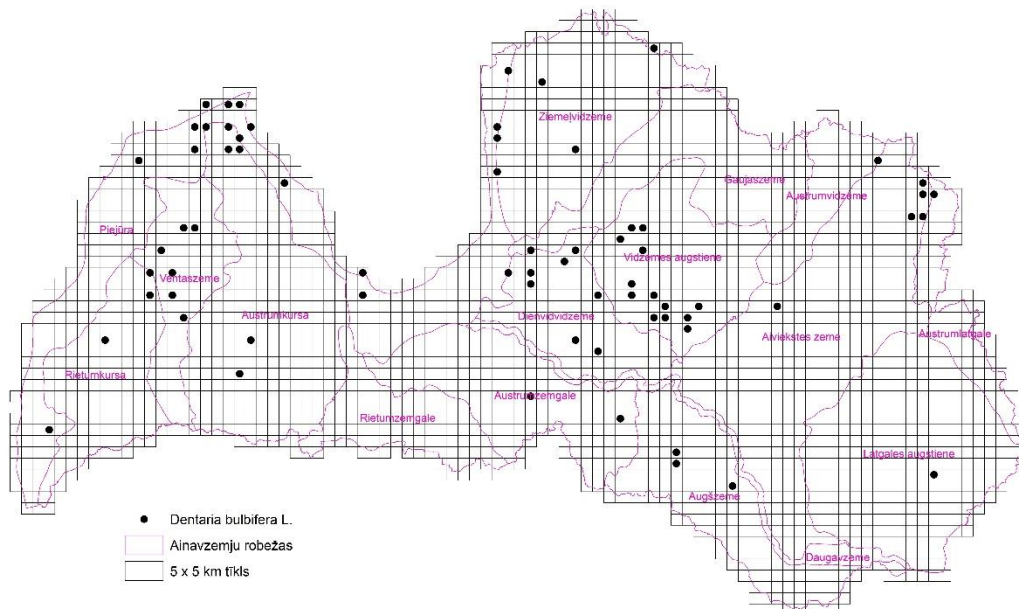 Ziemeļvidzeme
Gaujaszeme
Austrumvidzeme
Piejūra
Vidzemes augstiene
Ventaszeme
Austrumkursa
Dienvidvidzeme
Aiviekstes zeme
Austrumlatgale
Rietumkursa
Austrumzemgale
Rietumzemgale
Latgales augstiene
Augšzeme
Daugavzeme
Dentaria bulbifera L.
Ainavzemju robežas
5 x 5 km tīkls